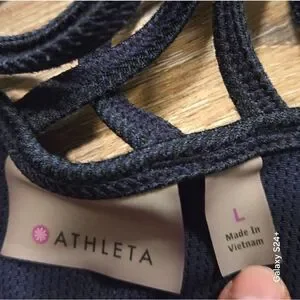 ATHLETA
L
Made In
Vietnam
Galaxy S24+